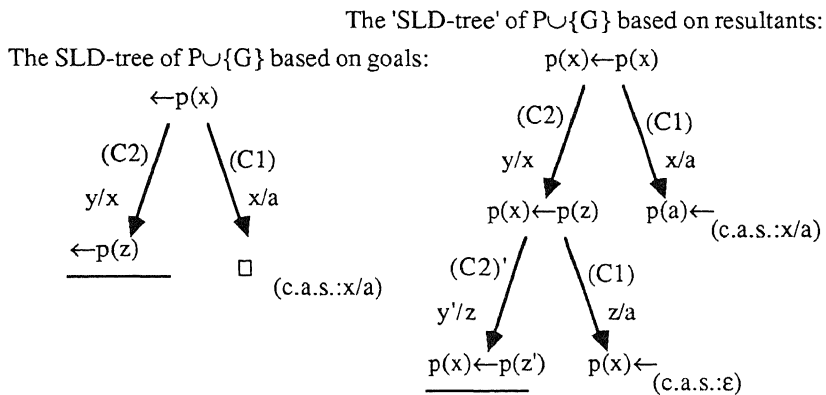 The 'SLD-tree' of P∪{G} based on resultants:
The SLD-tree of P∪{G} based on goals:
p(x)←p(x)
←p(x)
(C2)
(C1)
y/x
x/a
(C2)
(C1)
y/x
x/a
p(x)←p(z)
p(a)←
(c.a.s.:x/a)
←p(z)
□
(c.a.s.:x/a)
(C2)'
(C1)
y'/z
z/a
p(x)←p(z')
p(x)←
(c.a.s.:ε)